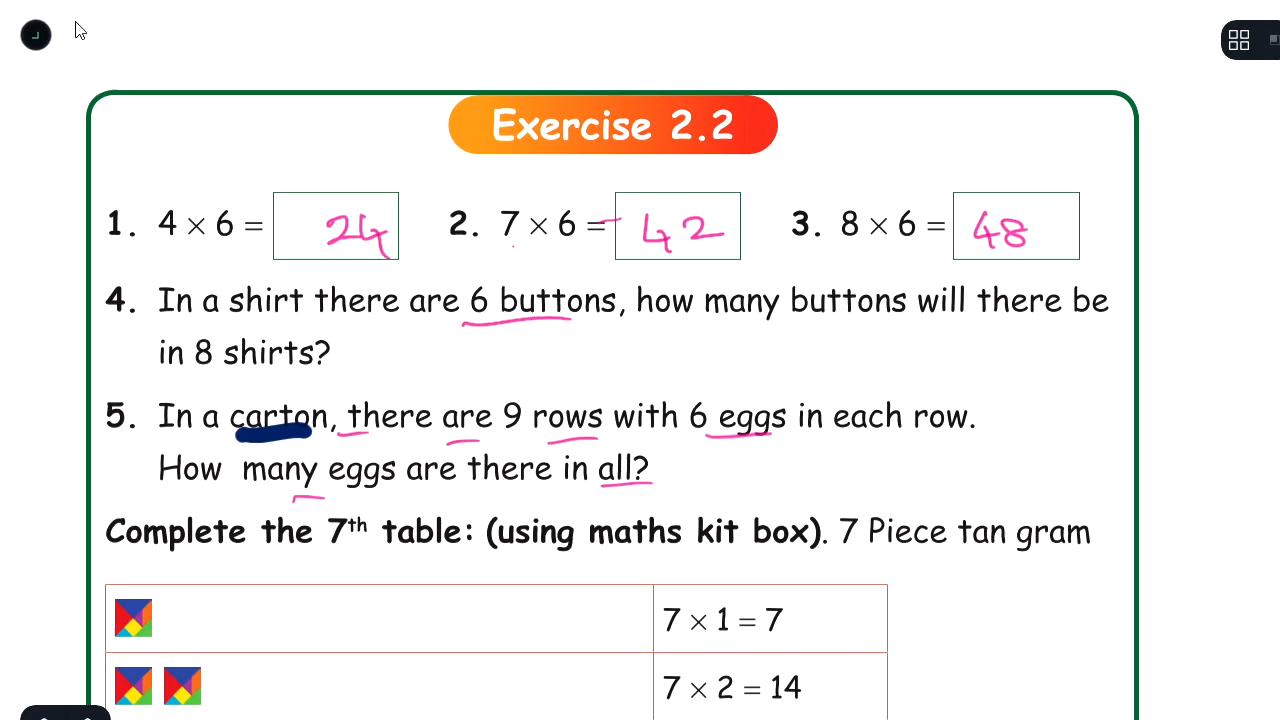 Exercise 2.2
1. 4 × 6 = 24 2. 7 × 6 = 42 3. 8 × 6 = 48
4. In a shirt there are 6 buttons, how many buttons will there be
in 8 shirts?
5. In a carton, there are 9 rows with 6 eggs in each row.
How many eggs are there in all?
Complete the 7th table: (using maths kit box). 7 Piece tan gram
7 × 1 = 7
7 × 2 = 14